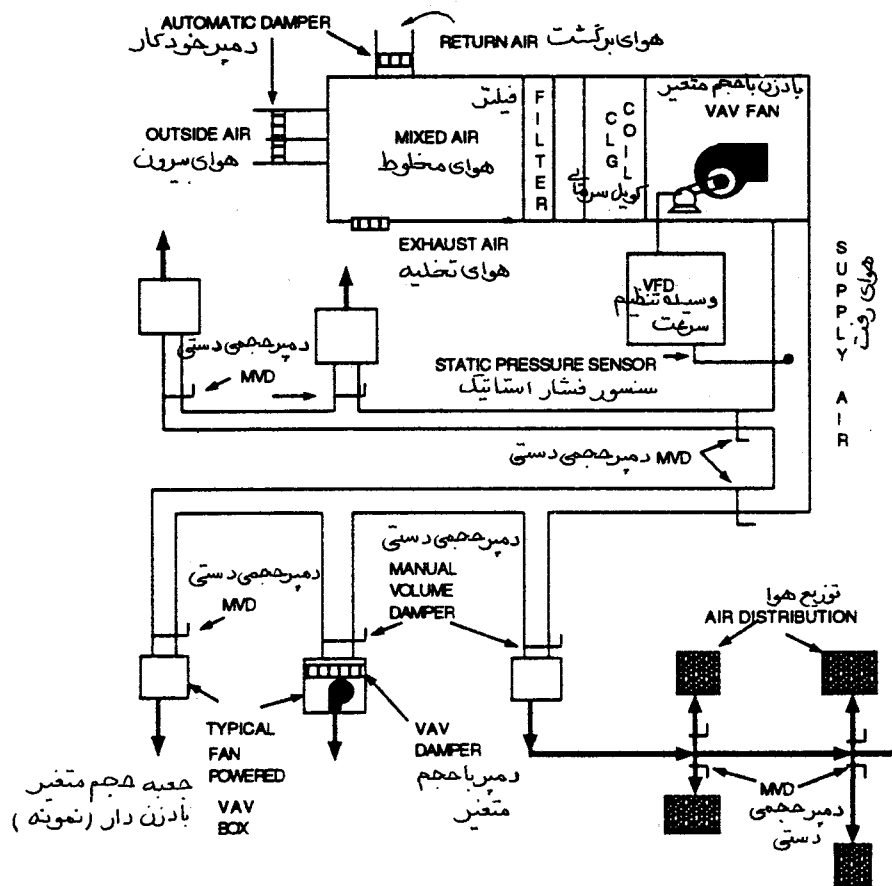 AUTOMATIC DAMPER
دمپر خودکار
RETURN AIR هوای برگشت
OUTSIDE AIR
هوای بیرون
فیلتر
MIXED AIR
هوای مخلوط
FILTER
CLG
COIL
کویل سرمایی
بادزن با حجم متغیر
VAV FAN
EXHAUST AIR
هوای تخلیه
VFD
وسیله تنظیم
سرعت
SUPPLY AIR
هوای رفت
دمپر حجمی دستی
MVD
STATIC PRESSURE SENSOR
سنسور فشار استاتیک
دمپر حجمی دستی MVD
دمپر حجمی دستی
MVD
دمپر حجمی دستی
MANUAL
VOLUME
DAMPER
توزیع هوا
AIR DISTRIBUTION
TYPICAL
FAN
POWERED
VAV
BOX
جعبه حجم متغیر
بادزن دار (نمونه)
VAV
DAMPER
دمپر با حجم
متغیر
MVD
دمپر حجمی
دستی